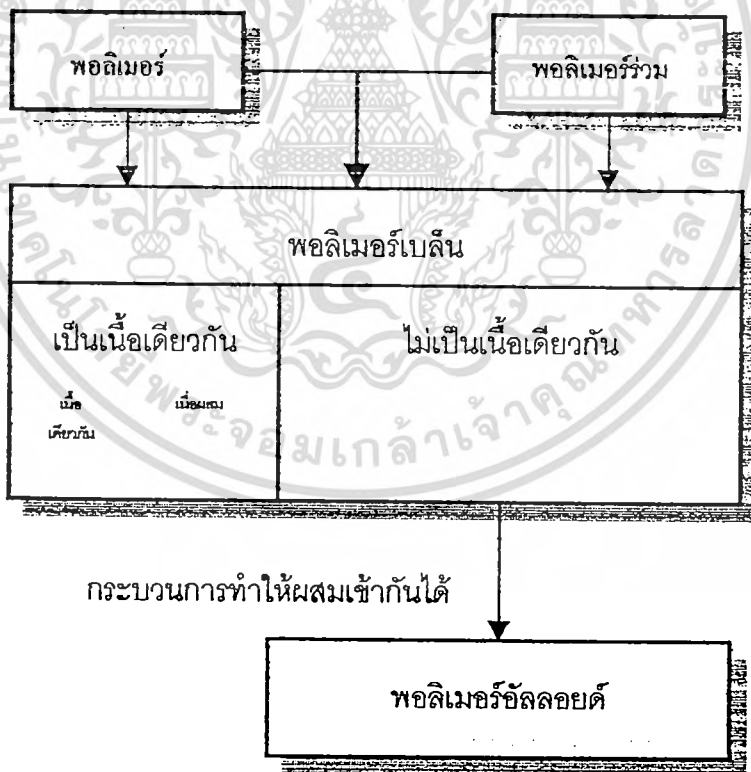 พอลิเมอร์
พอลิเมอร์ร่วม
พอลิเมอร์เบล็น
เป็นเนื้อเดียวกัน
ไม่เป็นเนื้อเดียวกัน
เนื้อ เนื้อผสม
เดียวกัน
กระบวนการทำให้ผสมเข้ากันได้
พอลิเมอร์อัลลอยด์